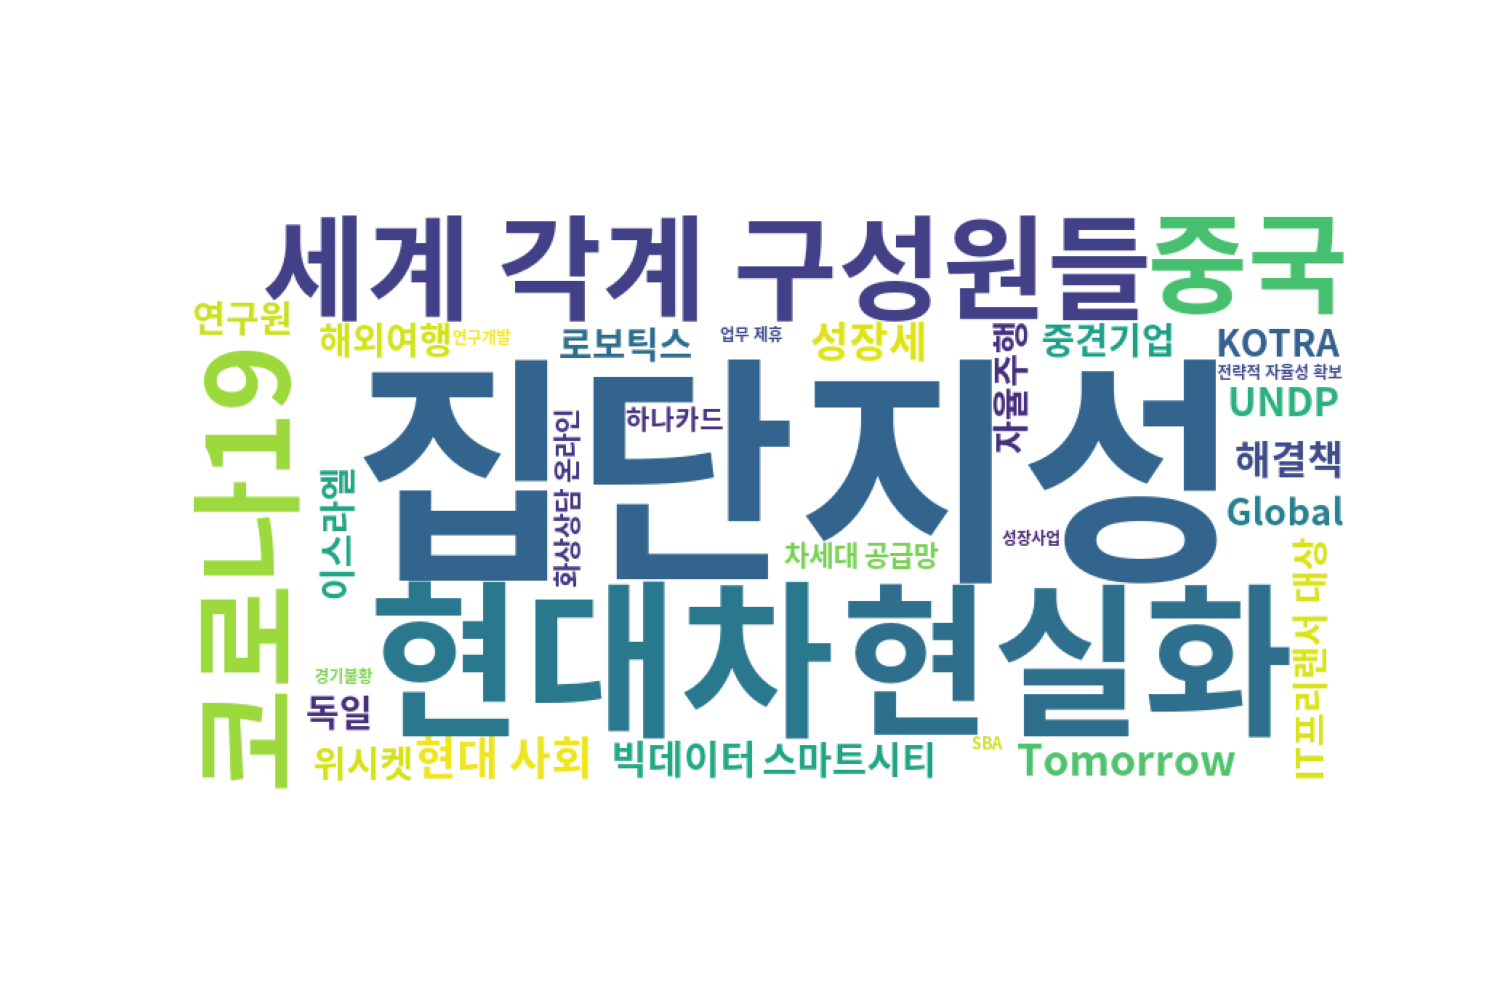 세계 각계 구성원들
중국
연구원
해외여행
연구개발
로보틱스
업무 제휴
성장세
자율주행
중견기업
KOTRA
전략적 자율성 확보
UNDP
코로나19
집단지성
하나카드
온라인
화상상담
이스라엘
해결책
Global
성장사업
차세대 공급망
IT프리랜서 대상
현대차
현실화
경기불황
독일
위시켓
현대 사회
빅데이터
스마트시티
SBA
Tomorrow